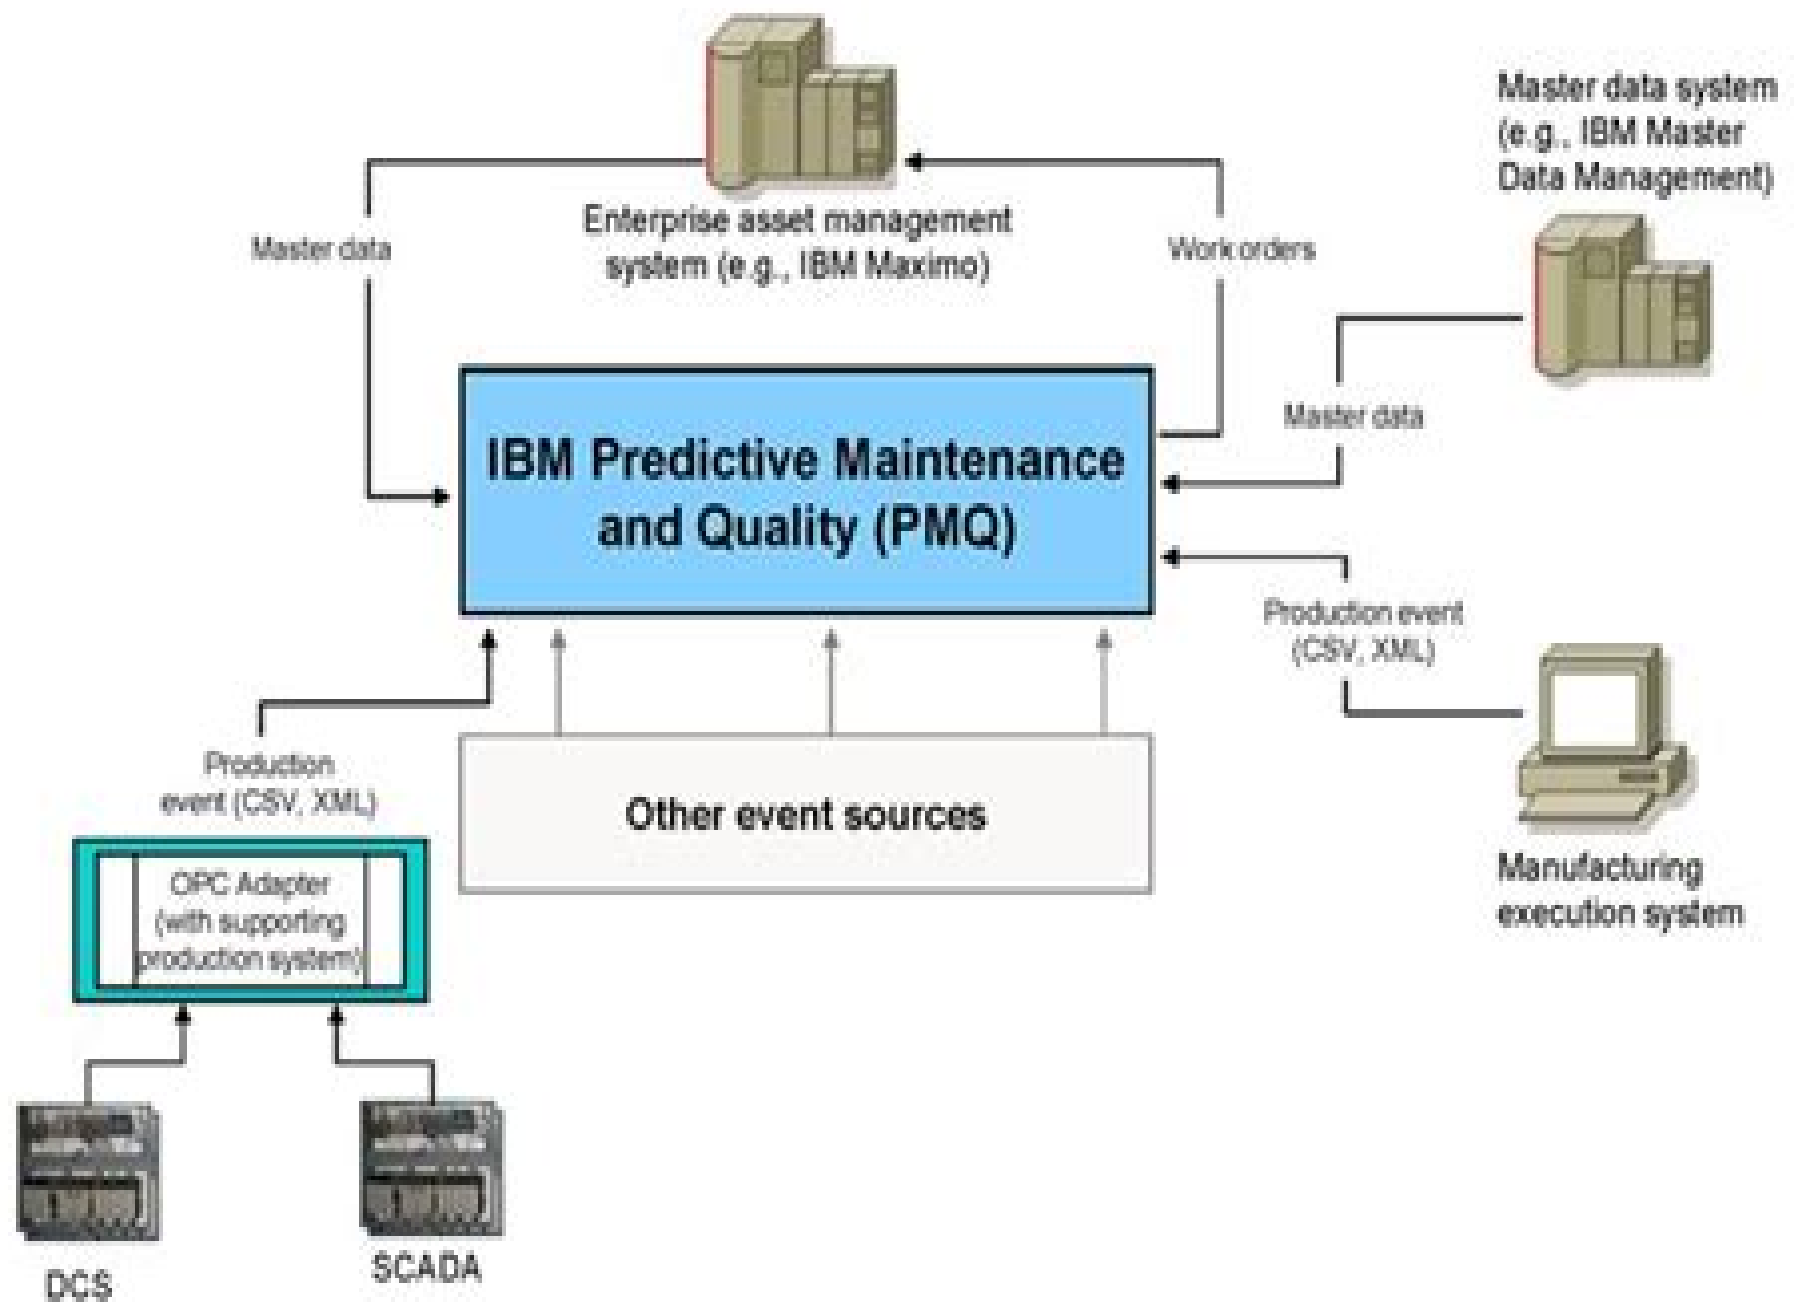 Master data system
(e.g., IBM Master
Data Management)
Enterprise asset management
system (e.g., IBM Maximo)
Master data
Work orders
Master data
IBM Predictive Maintenance
and Quality (PMQ)
Production event
(CSV, XML)
Production
event (CSV, XML)
Other event sources
OPC Adapter
(with supporting
production system)
Manufacturing
execution system
DCS
SCADA